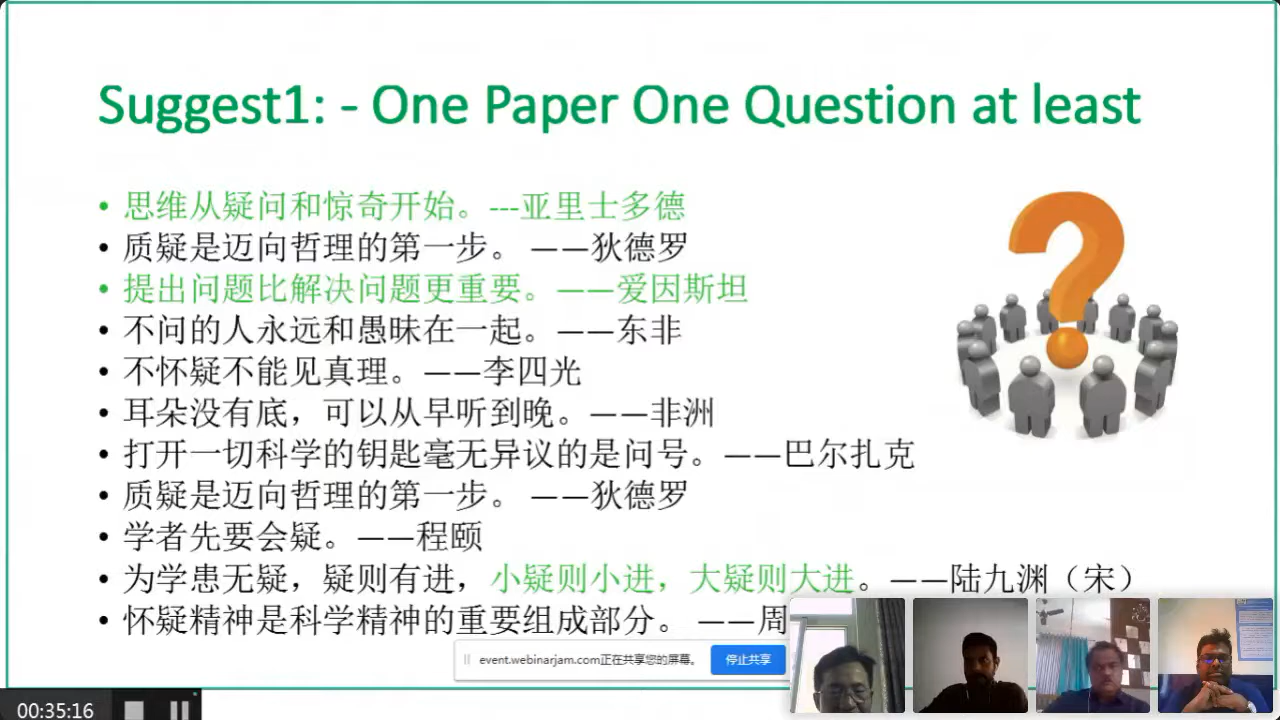 Suggest1: - One Paper One Question at least
• 思维从疑问和惊奇开始。---亚里士多德
• 质疑是迈向哲理的第一步。 ——狄德罗
• 提出问题比解决问题更重要。——爱因斯坦
• 不问的人永远和愚昧在一起。——东非
• 不怀疑不能见真理。——李四光
• 耳朵没有底，可以从早听到晚。——非洲
• 打开一切科学的钥匙毫无异议的是问号。——巴尔扎克
• 质疑是迈向哲理的第一步。 ——狄德罗
• 学者先要会疑。——程颐
• 为学患无疑，疑则有进，小疑则小进，大疑则大进。——陆九渊（宋）
• 怀疑精神是科学精神的重要组成部分。 ——周
event.webinarjam.com正在共享您的屏幕。 停止共享
00:35:16